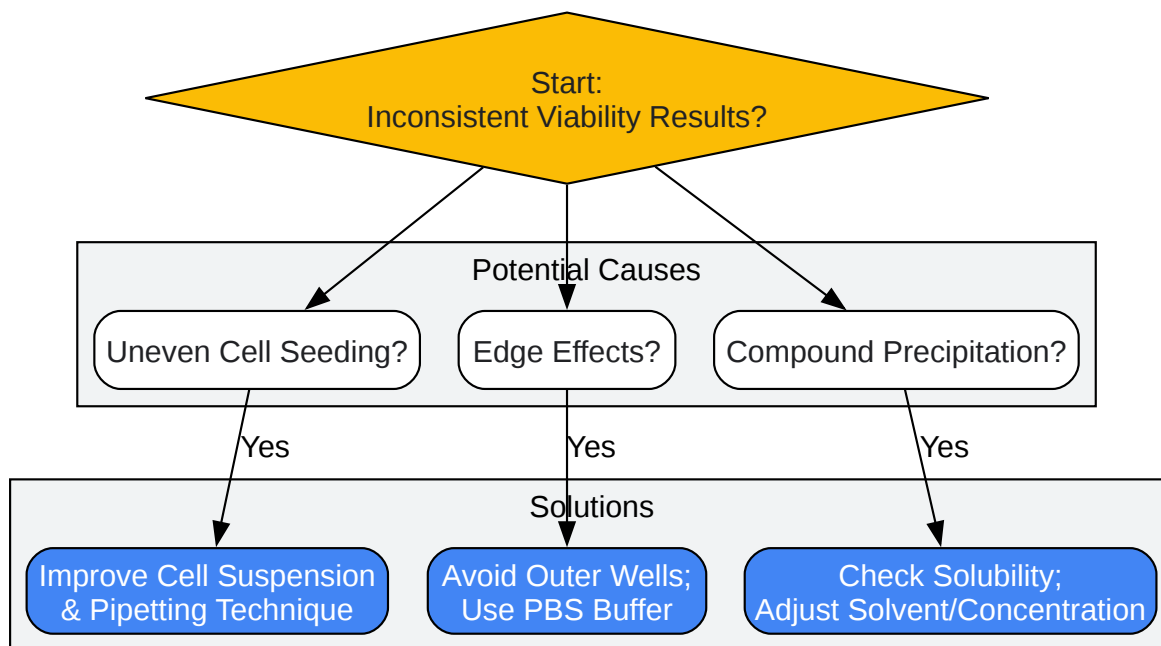 Start:
Inconsistent Viability Results?
Potential Causes
Uneven Cell Seeding?
Edge Effects?
Compound Precipitation?
Yes
Yes
Yes
Solutions
Improve Cell Suspension
& Pipetting Technique
Avoid Outer Wells;
Use PBS Buffer
Check Solubility;
Adjust Solvent/Concentration